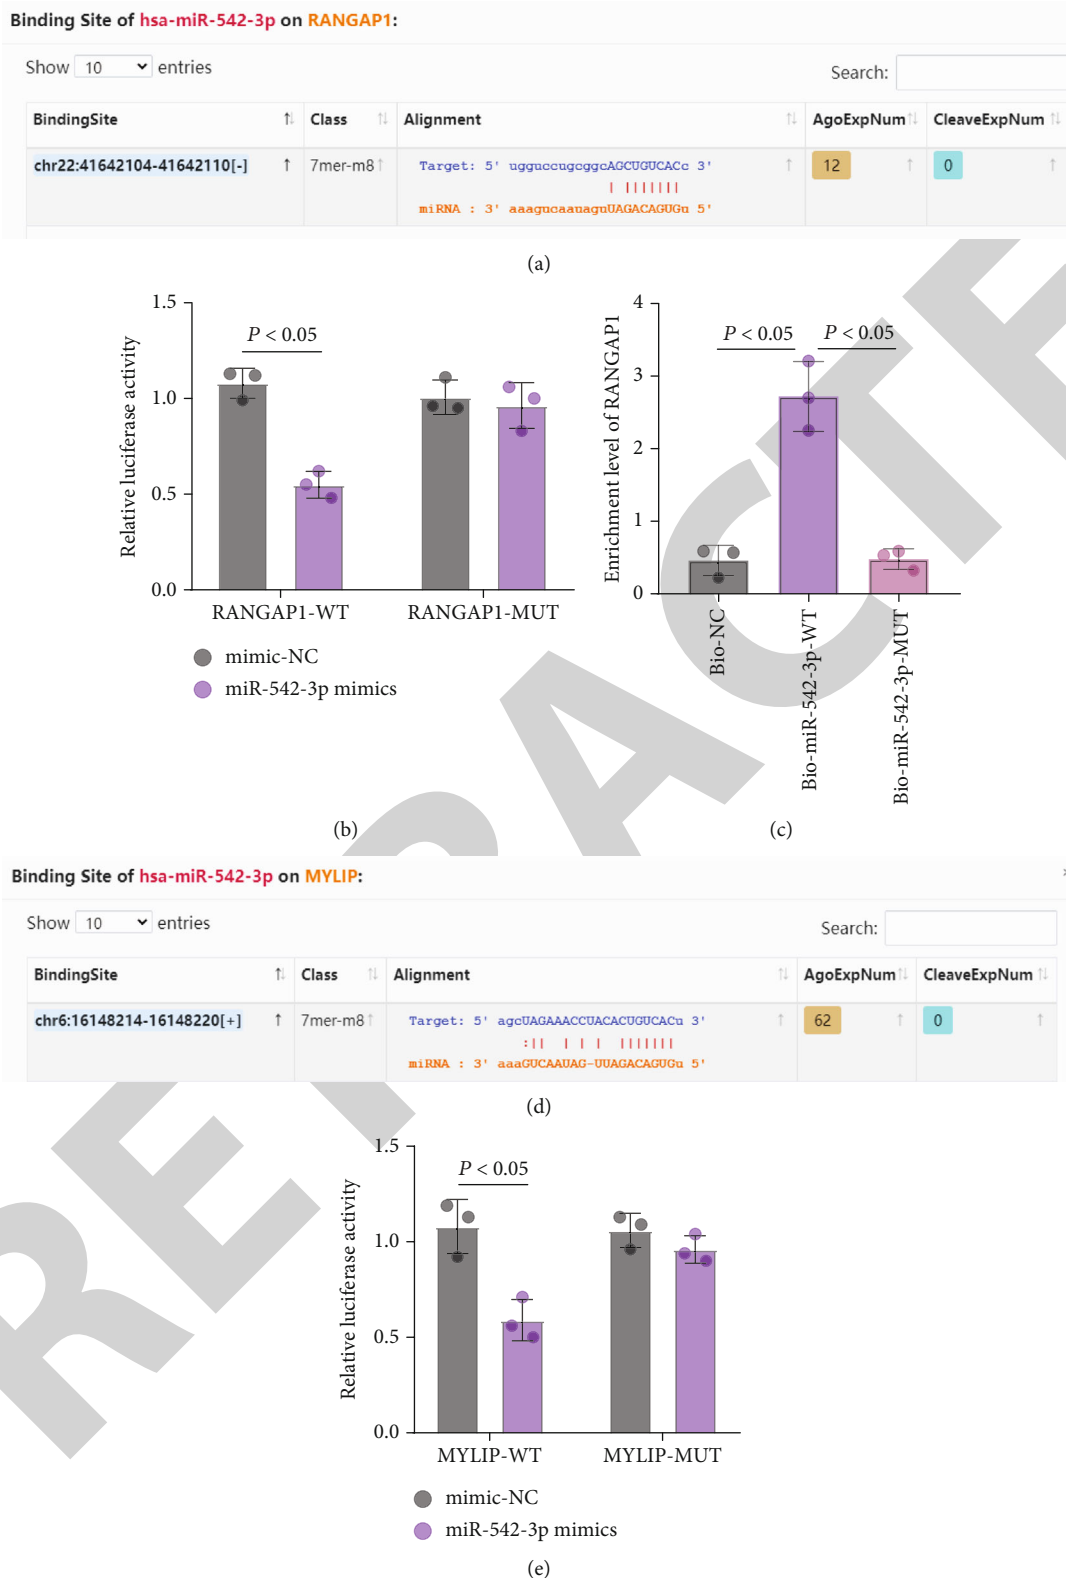 Binding Site of hsa-miR-542-3p on RANGAP1:
Show 10 entries
Search:
BindingSite Class Alignment AgoExpNum CleaveExpNum
chr22:41642104-41642110[-] 7mer-m8 Target: 5' ugguccugcggcAGCUGUCACc 3' 12 0
miRNA : 3' aaagucaauaguUAGACAGUGu 5'
(a)
Relative luciferase activity
1.5
1.0
0.5
0.0
P < 0.05
RANGAP1-WT RANGAP1-MUT
mimic-NC
miR-542-3p mimics
(b)
Enrichment level of RANGAP1
4
3
2
1
0
P < 0.05 P < 0.05
Bio-NC
Bio-miR-542-3p-WT
Bio-miR-542-3p-MUT
(c)
Binding Site of hsa-miR-542-3p on MYLIP:
Show 10 entries
Search:
BindingSite Class Alignment AgoExpNum CleaveExpNum
chr6:16148214-16148220[+] 7mer-m8 Target: 5' agcUAGAAACCUACACUGUCACu 3' 62 0
miRNA : 3' aaaGUCAAUAG-UUAGACAGUGu 5'
(d)
Relative luciferase activity
1.5
1.0
0.5
0.0
P < 0.05
MYLIP-WT MYLIP-MUT
mimic-NC
miR-542-3p mimics
(e)